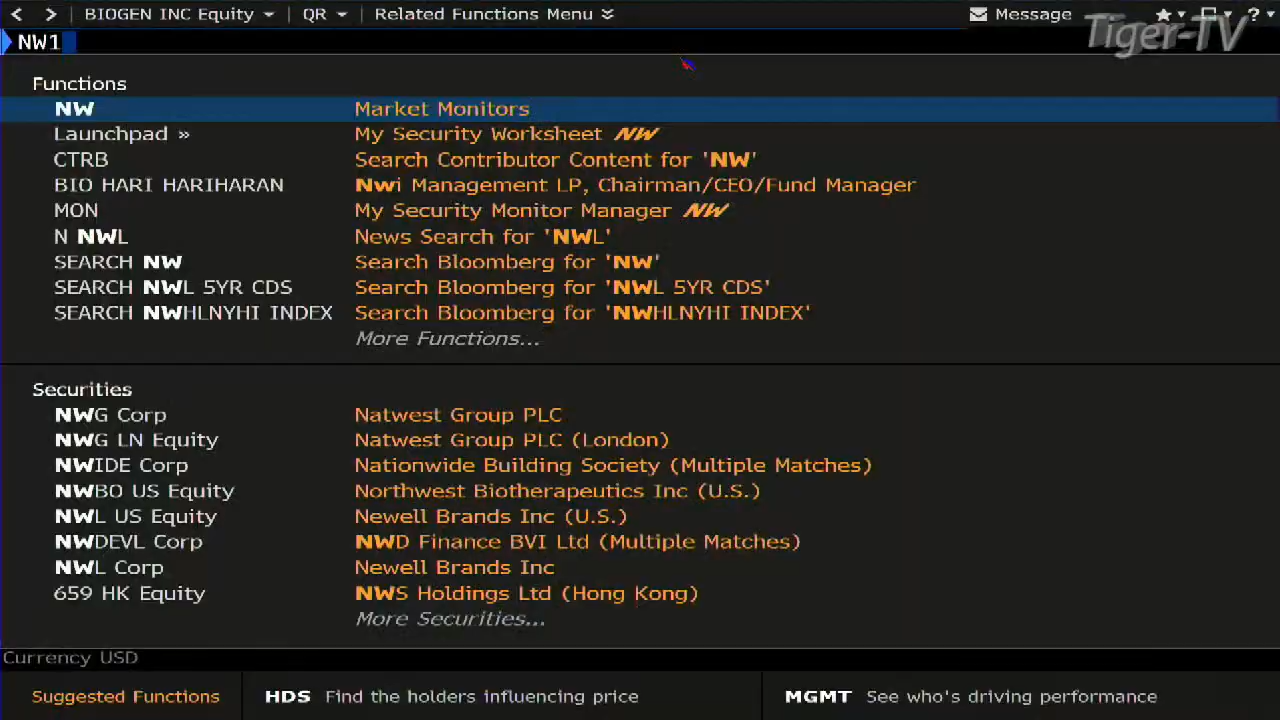 BIOGEN INC Equity QR Related Functions Menu Message ?
Tiger-TV
NW1
Functions
NW Market Monitors
Launchpad » My Security Worksheet NW
CTRB Search Contributor Content for 'NW'
BIO HARI HARIHARAN Nwi Management LP, Chairman/CEO/Fund Manager
MON My Security Monitor Manager NW
N NWL News Search for 'NWL'
SEARCH NW Search Bloomberg for 'NW'
SEARCH NWL 5YR CDS Search Bloomberg for 'NWL 5YR CDS'
SEARCH NWHLNYHI INDEX Search Bloomberg for 'NWHLNYHI INDEX'
More Functions...
Securities
NWG Corp Natwest Group PLC
NWG LN Equity Natwest Group PLC (London)
NWIDE Corp Nationwide Building Society (Multiple Matches)
NWBO US Equity Northwest Biotherapeutics Inc (U.S.)
NWL US Equity Newell Brands Inc (U.S.)
NWDEVL Corp NWD Finance BVI Ltd (Multiple Matches)
NWL Corp Newell Brands Inc
659 HK Equity NWS Holdings Ltd (Hong Kong)
More Securities...
Currency USD
Suggested Functions HDS Find the holders influencing price MGMT See who's driving performance